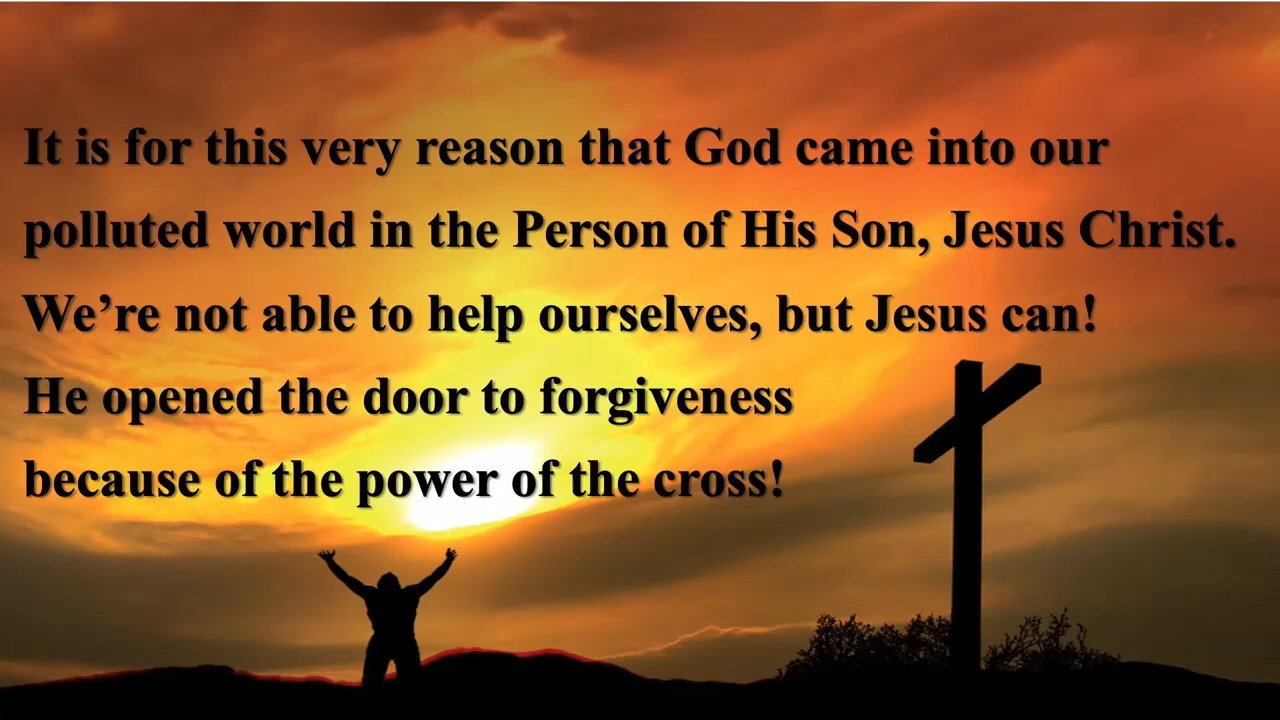 It is for this very reason that God came into our
polluted world in the Person of His Son, Jesus Christ.
We’re not able to help ourselves, but Jesus can!
He opened the door to forgiveness
because of the power of the cross!